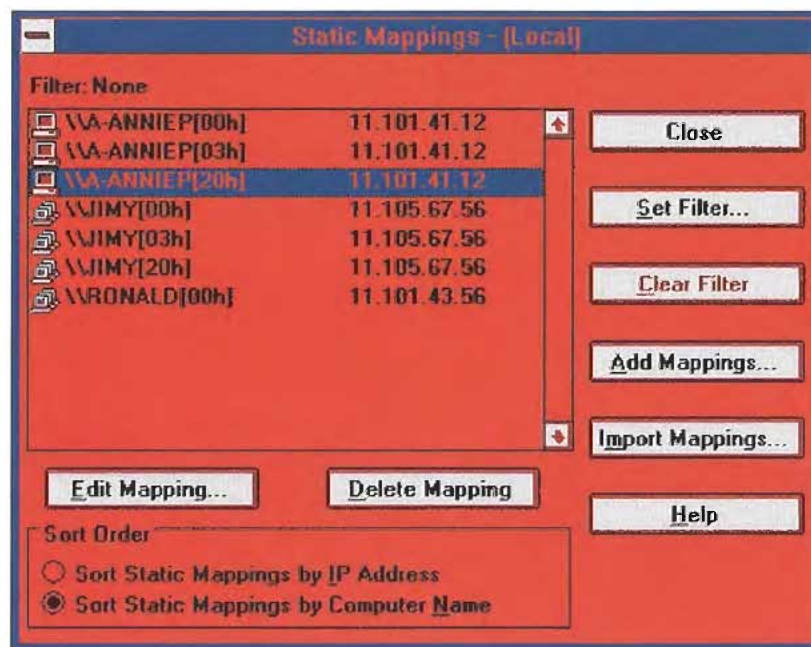 Static Mappings - (Local)
Filter: None
\\A-ANNIEP[00h] 11.101.41.12
\\A-ANNIEP[03h] 11.101.41.12
\\A-ANNIEP[20h] 11.101.41.12
\\JIMY[00h] 11.105.67.56
\\JIMY[03h] 11.105.67.56
\\JIMY[20h] 11.105.67.56
\\RONALD[00h] 11.101.43.56
Close
Set Filter...
Clear Filter
Add Mappings...
Import Mappings...
Help
Edit Mapping...
Delete Mapping
Sort Order
Sort Static Mappings by IP Address
Sort Static Mappings by Computer Name